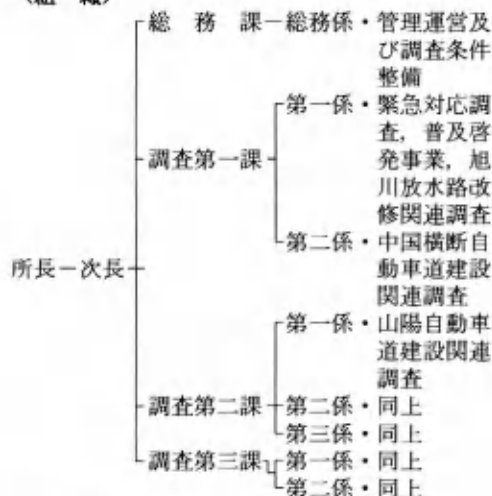 総務課－総務係・管理運営及
び調査条件
整備
第一係・緊急対応調
査，普及啓
発事業，旭
川放水路改
修関連調査
調査第一課
第二係・中国横断自
動車道建設
関連調査
所長－次長
第一係・山陽自動車
道建設関連
調査
調査第二課
第二係・同上
第三係・同上
調査第三課
第一係・同上
第二係・同上